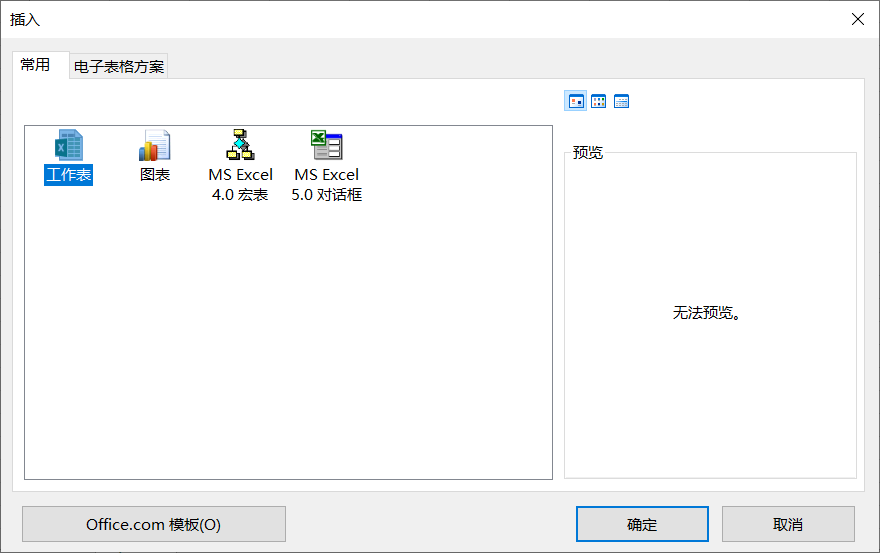 插入
常用
电子表格方案
工作表
图表
MS Excel
4.0 宏表
MS Excel
5.0 对话框
预览
无法预览。
Office.com 模板(O)
确定
取消